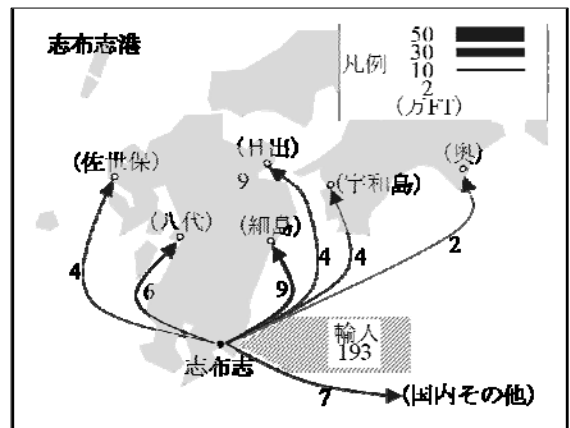 志布志港
凡例
50
30
10
2
(万FT)
(佐世保)
(日出)
9
(奥)
(宇和島)
(八代)
(細島)
4
6
9
4
4
2
輸入
193
志布志
7
(国内その他)